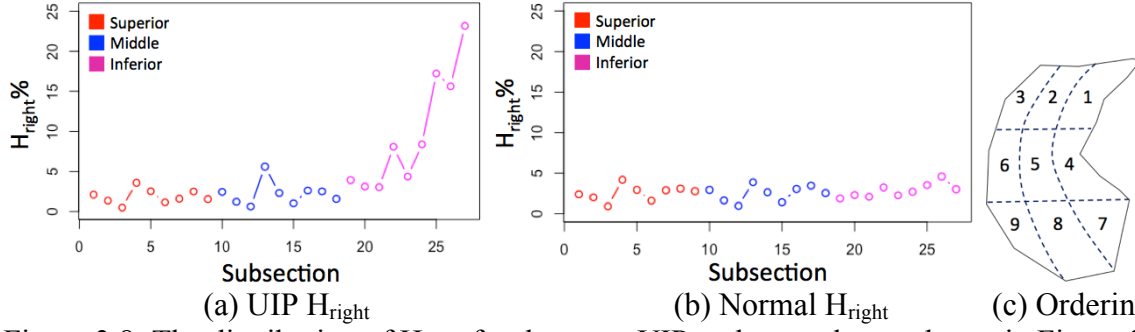 25
20
15
10
5
0
H_right%
Superior
Middle
Inferior
0 5 10 15 20 25
Subsection
(a) UIP H_right
25
20
15
10
5
0
H_right%
Superior
Middle
Inferior
0 5 10 15 20 25
Subsection
(b) Normal H_right
3 2 1
6 5 4
9 8 7
(c) Orderin